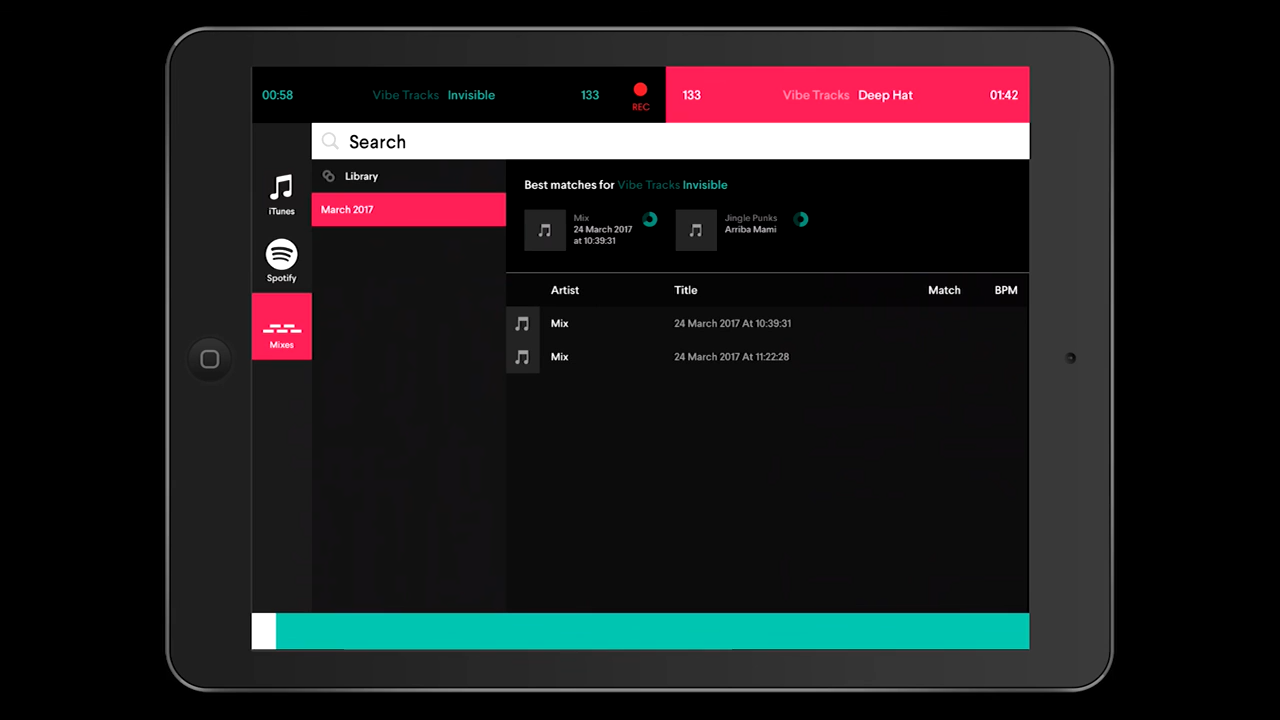 00:58 Vibe Tracks Invisible 133 REC 133 Vibe Tracks Deep Hat 01:42
Search
iTunes
Spotify
Mixes
Library
March 2017
Best matches for Vibe Tracks Invisible
Mix
24 March 2017
at 10:39:31
Jingle Punks
Arriba Mami
Artist Title Match BPM
Mix 24 March 2017 At 10:39:31
Mix 24 March 2017 At 11:22:28